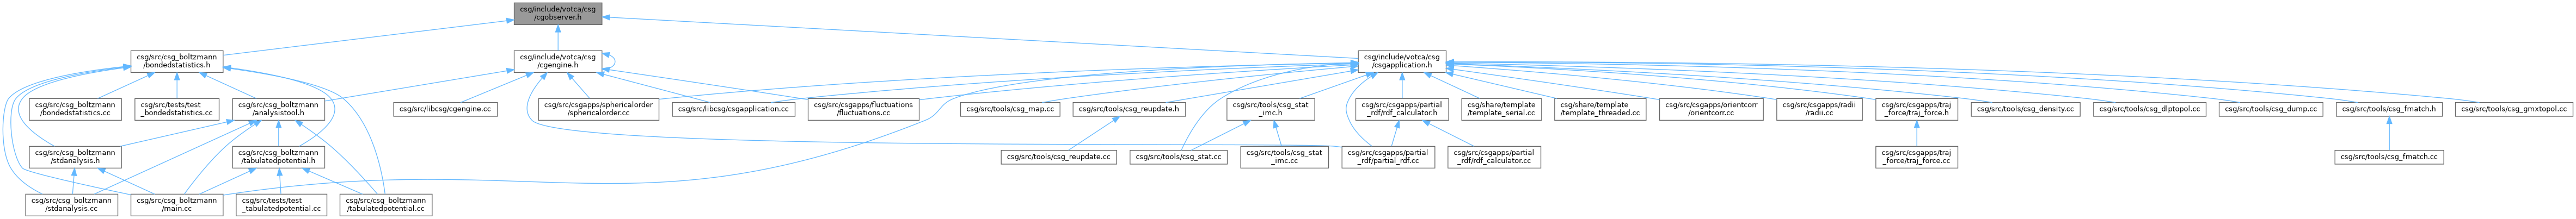 csg/include/votca/csg
/cgobserver.h
csg/src/csg_boltzmann
/bondedstatistics.h
csg/include/votca/csg
/cgengine.h
csg/include/votca/csg
/csgapplication.h
csg/src/csg_boltzmann
/bondedstatistics.cc
csg/src/tests/test
_bondedstatistics.cc
csg/src/csg_boltzmann
/analysistool.h
csg/src/libcsg/cgengine.cc
csg/src/csgapps/sphericalorder
/sphericalorder.cc
csg/src/libcsg/csgapplication.cc
csg/src/csgapps/fluctuations
/fluctuations.cc
csg/src/tools/csg_map.cc
csg/src/tools/csg_reupdate.h
csg/src/tools/csg_stat
_imc.h
csg/src/csgapps/partial
_rdf/rdf_calculator.h
csg/share/template
/template_serial.cc
csg/share/template
/template_threaded.cc
csg/src/csgapps/orientcorr
/orientcorr.cc
csg/src/csgapps/radii
/radii.cc
csg/src/csgapps/traj
_force/traj_force.h
csg/src/tools/csg_density.cc
csg/src/tools/csg_dlptopol.cc
csg/src/tools/csg_dump.cc
csg/src/tools/csg_fmatch.h
csg/src/tools/csg_gmxtopol.cc
csg/src/csg_boltzmann
/stdanalysis.h
csg/src/csg_boltzmann
/tabulatedpotential.h
csg/src/tools/csg_reupdate.cc
csg/src/tools/csg_stat.cc
csg/src/tools/csg_stat
_imc.cc
csg/src/csgapps/partial
_rdf/partial_rdf.cc
csg/src/csgapps/partial
_rdf/rdf_calculator.cc
csg/src/csgapps/traj
_force/traj_force.cc
csg/src/tools/csg_fmatch.cc
csg/src/csg_boltzmann
/stdanalysis.cc
csg/src/csg_boltzmann
/main.cc
csg/src/tests/test
_tabulatedpotential.cc
csg/src/csg_boltzmann
/tabulatedpotential.cc